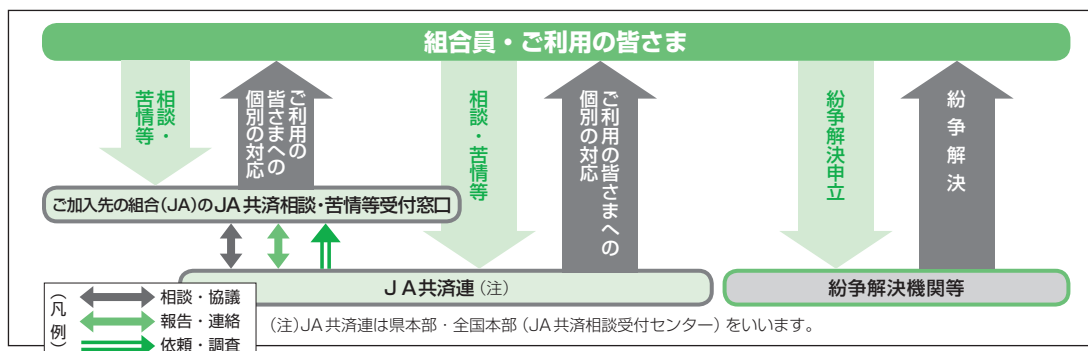 組合員・ご利用の皆さま
相談・
苦情等
ご利用の
皆さまへの
個別の対応
相談・苦情等
ご利用の皆さまへの
個別の対応
紛争解決申立
紛争解決
ご加入先の組合(JA)のJA共済相談・苦情等受付窓口
JA共済連(注)
紛争解決機関等
(凡例)
相談・協議
報告・連絡
依頼・調査
(注)JA共済連は県本部・全国本部(JA共済相談受付センター)をいいます。